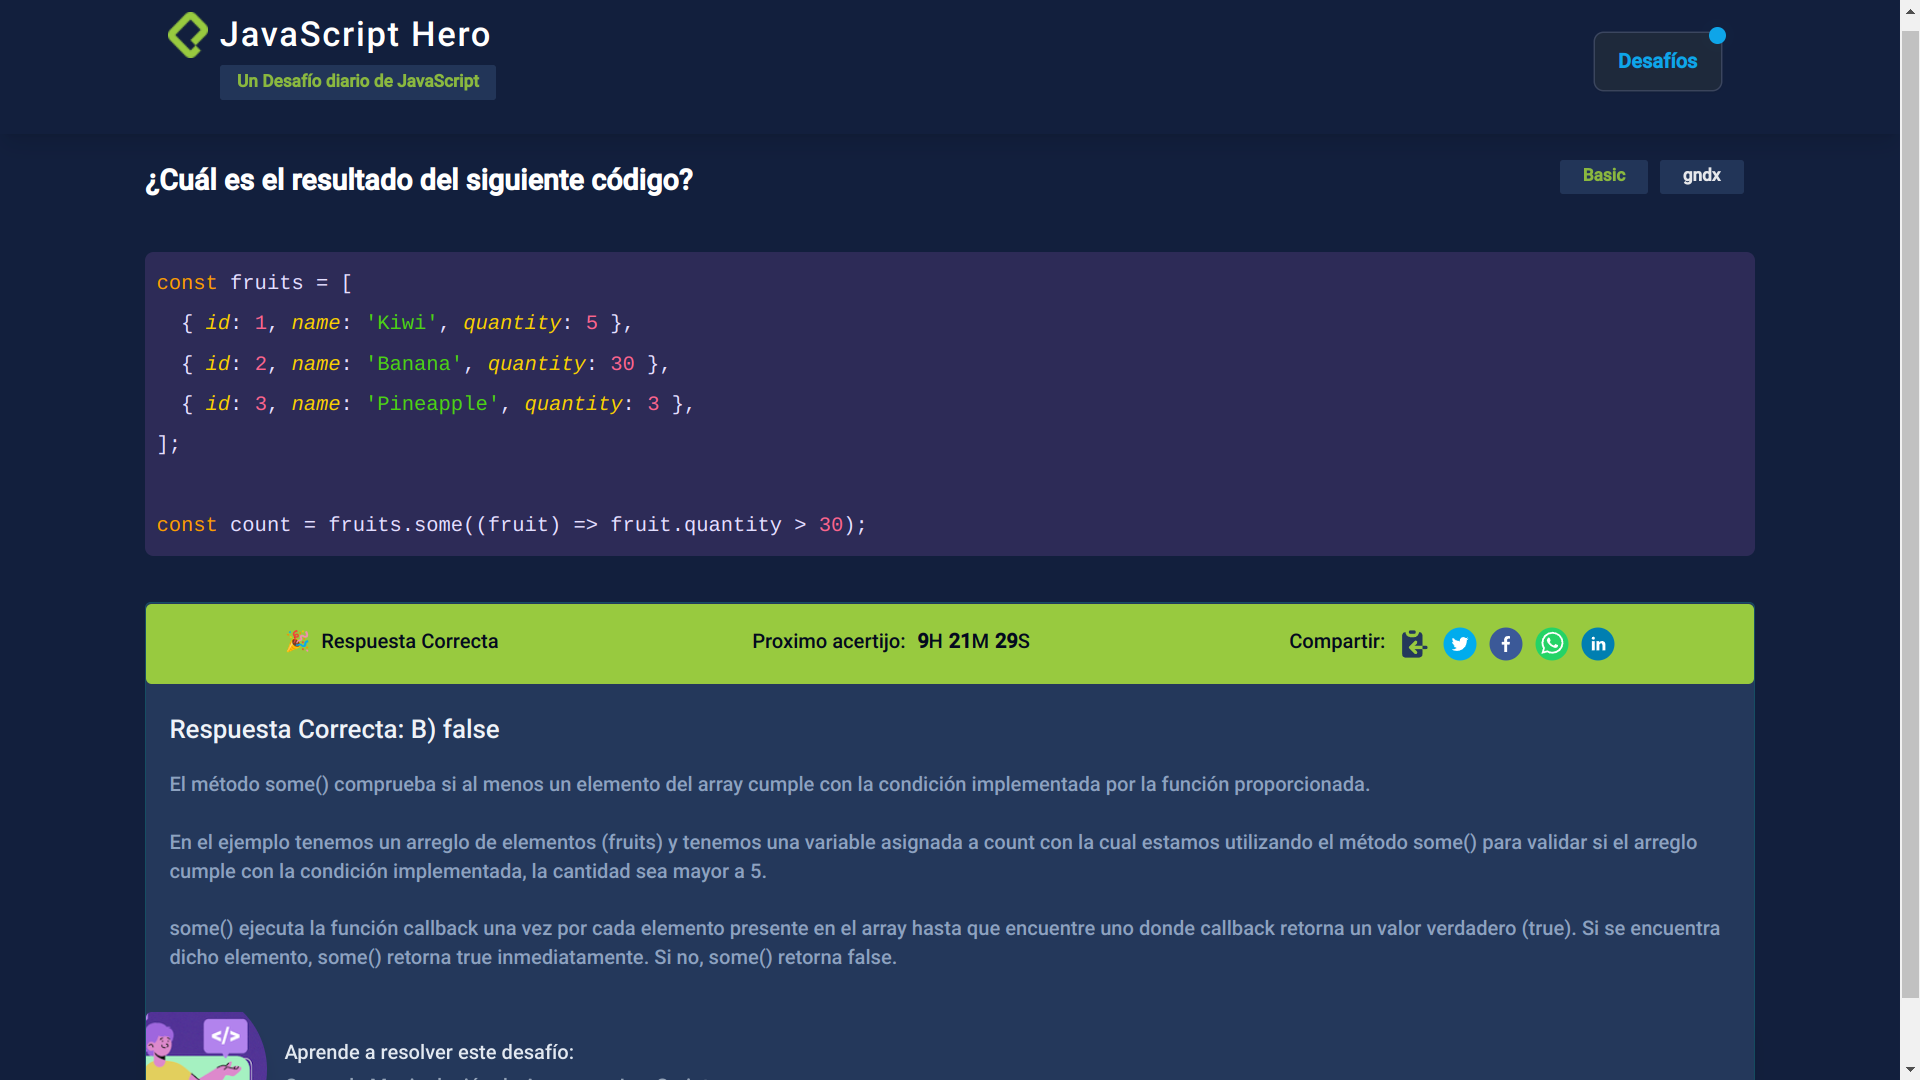 JavaScript Hero
Un Desafío diario de JavaScript
Desafíos
¿Cuál es el resultado del siguiente código?
Basic
gndx
const fruits = [
  { id: 1, name: 'Kiwi', quantity: 5 },
  { id: 2, name: 'Banana', quantity: 30 },
  { id: 3, name: 'Pineapple', quantity: 3 },
];
const count = fruits.some((fruit) => fruit.quantity > 30);
🎉 Respuesta Correcta
Proximo acertijo: 9H 21M 29S
Compartir:
Respuesta Correcta: B) false
El método some() comprueba si al menos un elemento del array cumple con la condición implementada por la función proporcionada.
En el ejemplo tenemos un arreglo de elementos (fruits) y tenemos una variable asignada a count con la cual estamos utilizando el método some() para validar si el arreglo
cumple con la condición implementada, la cantidad sea mayor a 5.
some() ejecuta la función callback una vez por cada elemento presente en el array hasta que encuentre uno donde callback retorna un valor verdadero (true). Si se encuentra
dicho elemento, some() retorna true inmediatamente. Si no, some() retorna false.
</>
Aprende a resolver este desafío: